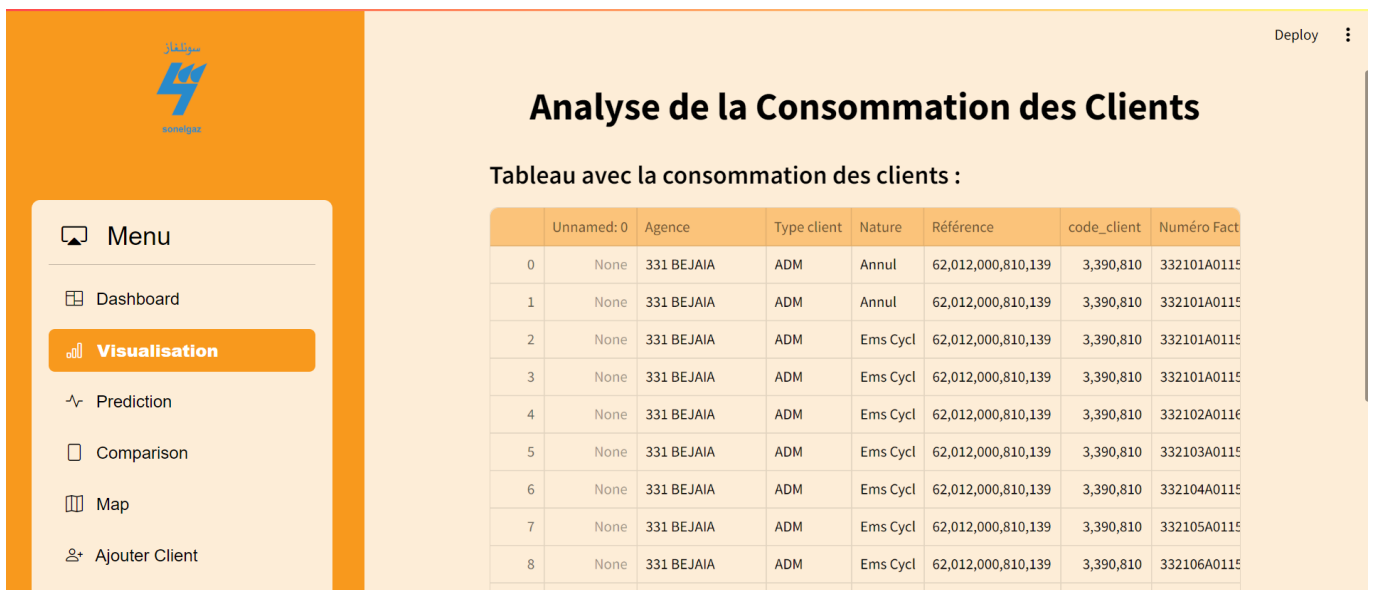 Deploy
سونلغاز
sonelgaz
Menu
Dashboard
Visualisation
Prediction
Comparison
Map
Ajouter Client
Analyse de la Consommation des Clients
Tableau avec la consommation des clients :
Unnamed: 0 Agence Type client Nature Référence code_client Numéro Fact
0 None 331 BEJAIA ADM Annul 62,012,000,810,139 3,390,810 332101A0115
1 None 331 BEJAIA ADM Annul 62,012,000,810,139 3,390,810 332101A0115
2 None 331 BEJAIA ADM Ems Cycl 62,012,000,810,139 3,390,810 332101A0115
3 None 331 BEJAIA ADM Ems Cycl 62,012,000,810,139 3,390,810 332101A0115
4 None 331 BEJAIA ADM Ems Cycl 62,012,000,810,139 3,390,810 332102A0116
5 None 331 BEJAIA ADM Ems Cycl 62,012,000,810,139 3,390,810 332103A0115
6 None 331 BEJAIA ADM Ems Cycl 62,012,000,810,139 3,390,810 332104A0115
7 None 331 BEJAIA ADM Ems Cycl 62,012,000,810,139 3,390,810 332105A0115
8 None 331 BEJAIA ADM Ems Cycl 62,012,000,810,139 3,390,810 332106A0115